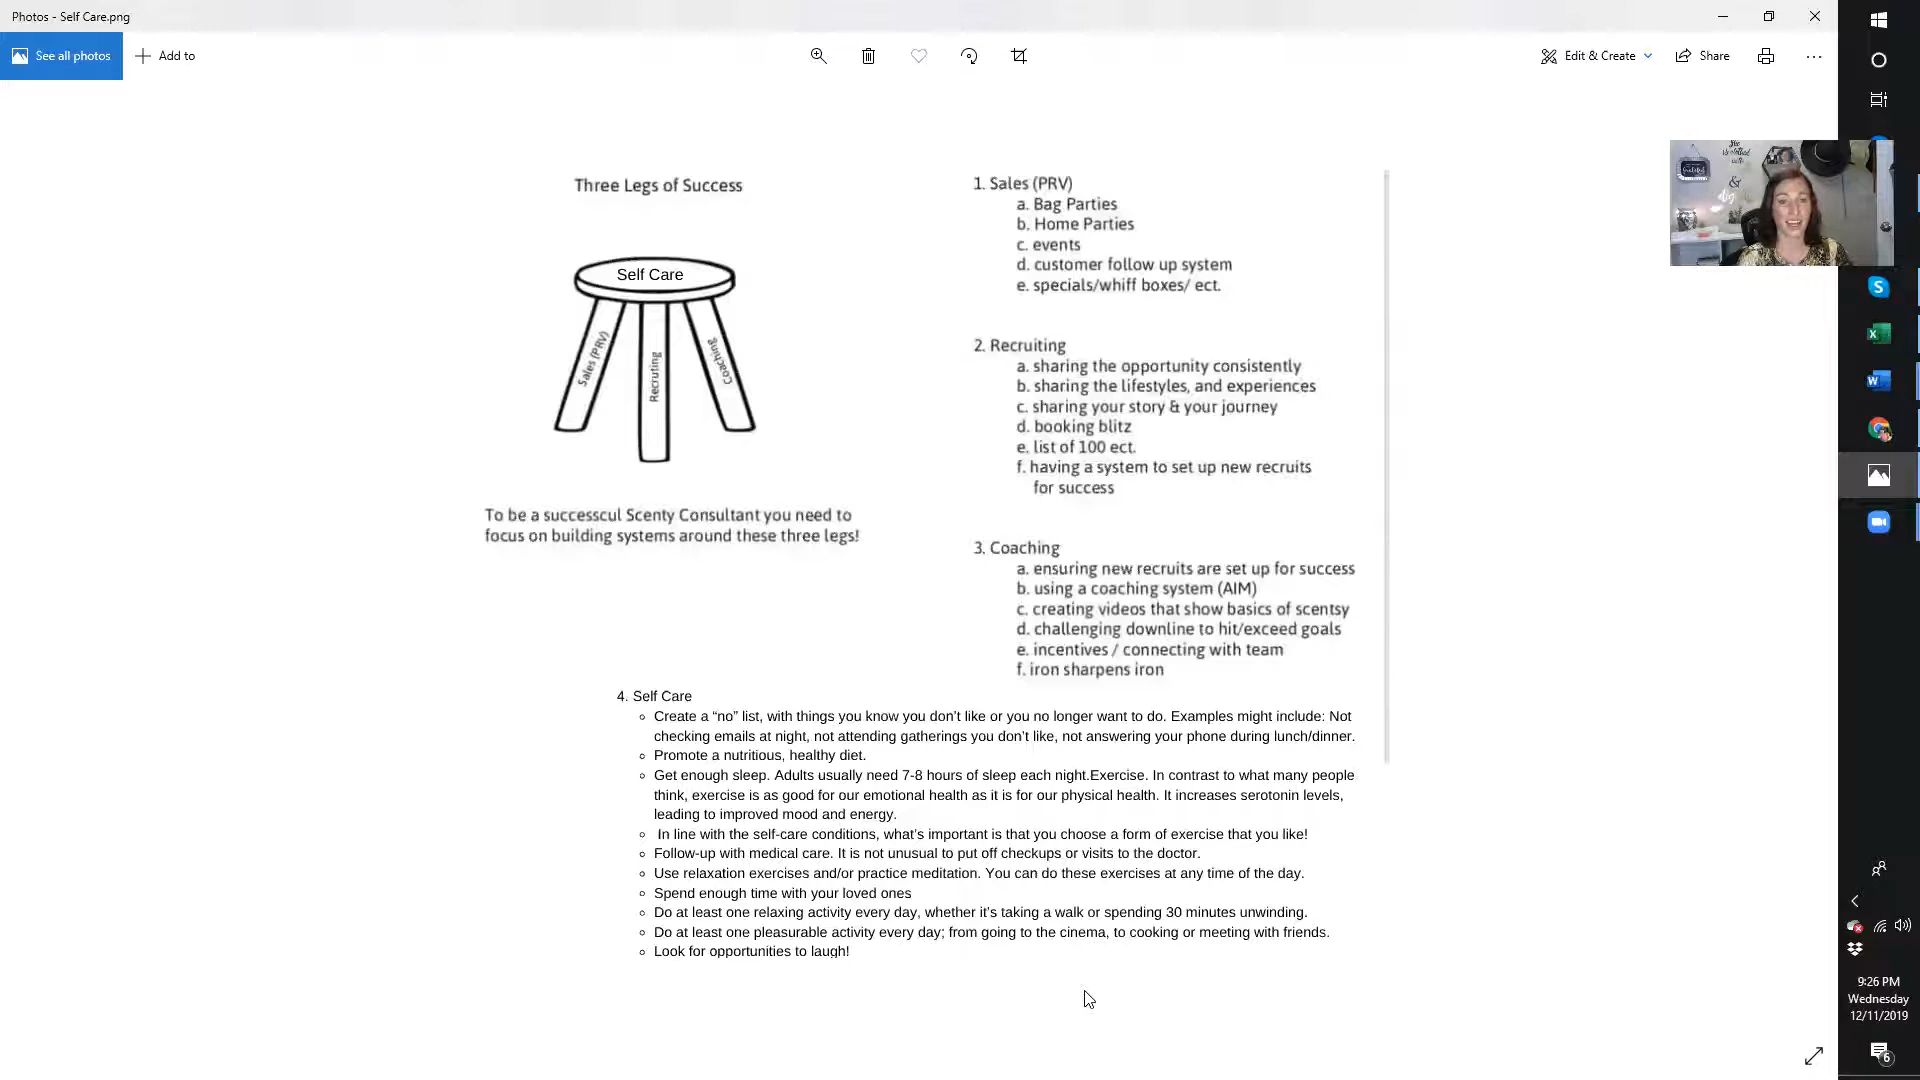 Photos - Self Care.png
See all photos
Add to
Edit & Create
Share
Three Legs of Success
Self Care
Sales (PRV)
Recruting
Coaching
To be a successcul Scenty Consultant you need to
focus on building systems around these three legs!
1. Sales (PRV)
a. Bag Parties
b. Home Parties
c. events
d. customer follow up system
e. specials/whiff boxes/ ect.
2. Recruiting
a. sharing the opportunity consistently
b. sharing the lifestyles, and experiences
c. sharing your story & your journey
d. booking blitz
e. list of 100 ect.
f. having a system to set up new recruits
for success
3. Coaching
a. ensuring new recruits are set up for success
b. using a coaching system (AIM)
c. creating videos that show basics of scentsy
d. challenging downline to hit/exceed goals
e. incentives / connecting with team
f. iron sharpens iron
4. Self Care
Create a “no” list, with things you know you don’t like or you no longer want to do. Examples might include: Not
checking emails at night, not attending gatherings you don’t like, not answering your phone during lunch/dinner.
Promote a nutritious, healthy diet.
Get enough sleep. Adults usually need 7-8 hours of sleep each night.Exercise. In contrast to what many people
think, exercise is as good for our emotional health as it is for our physical health. It increases serotonin levels,
leading to improved mood and energy.
In line with the self-care conditions, what’s important is that you choose a form of exercise that you like!
Follow-up with medical care. It is not unusual to put off checkups or visits to the doctor.
Use relaxation exercises and/or practice meditation. You can do these exercises at any time of the day.
Spend enough time with your loved ones
Do at least one relaxing activity every day, whether it’s taking a walk or spending 30 minutes unwinding.
Do at least one pleasurable activity every day; from going to the cinema, to cooking or meeting with friends.
Look for opportunities to laugh!
9:26 PM
Wednesday
12/11/2019
6